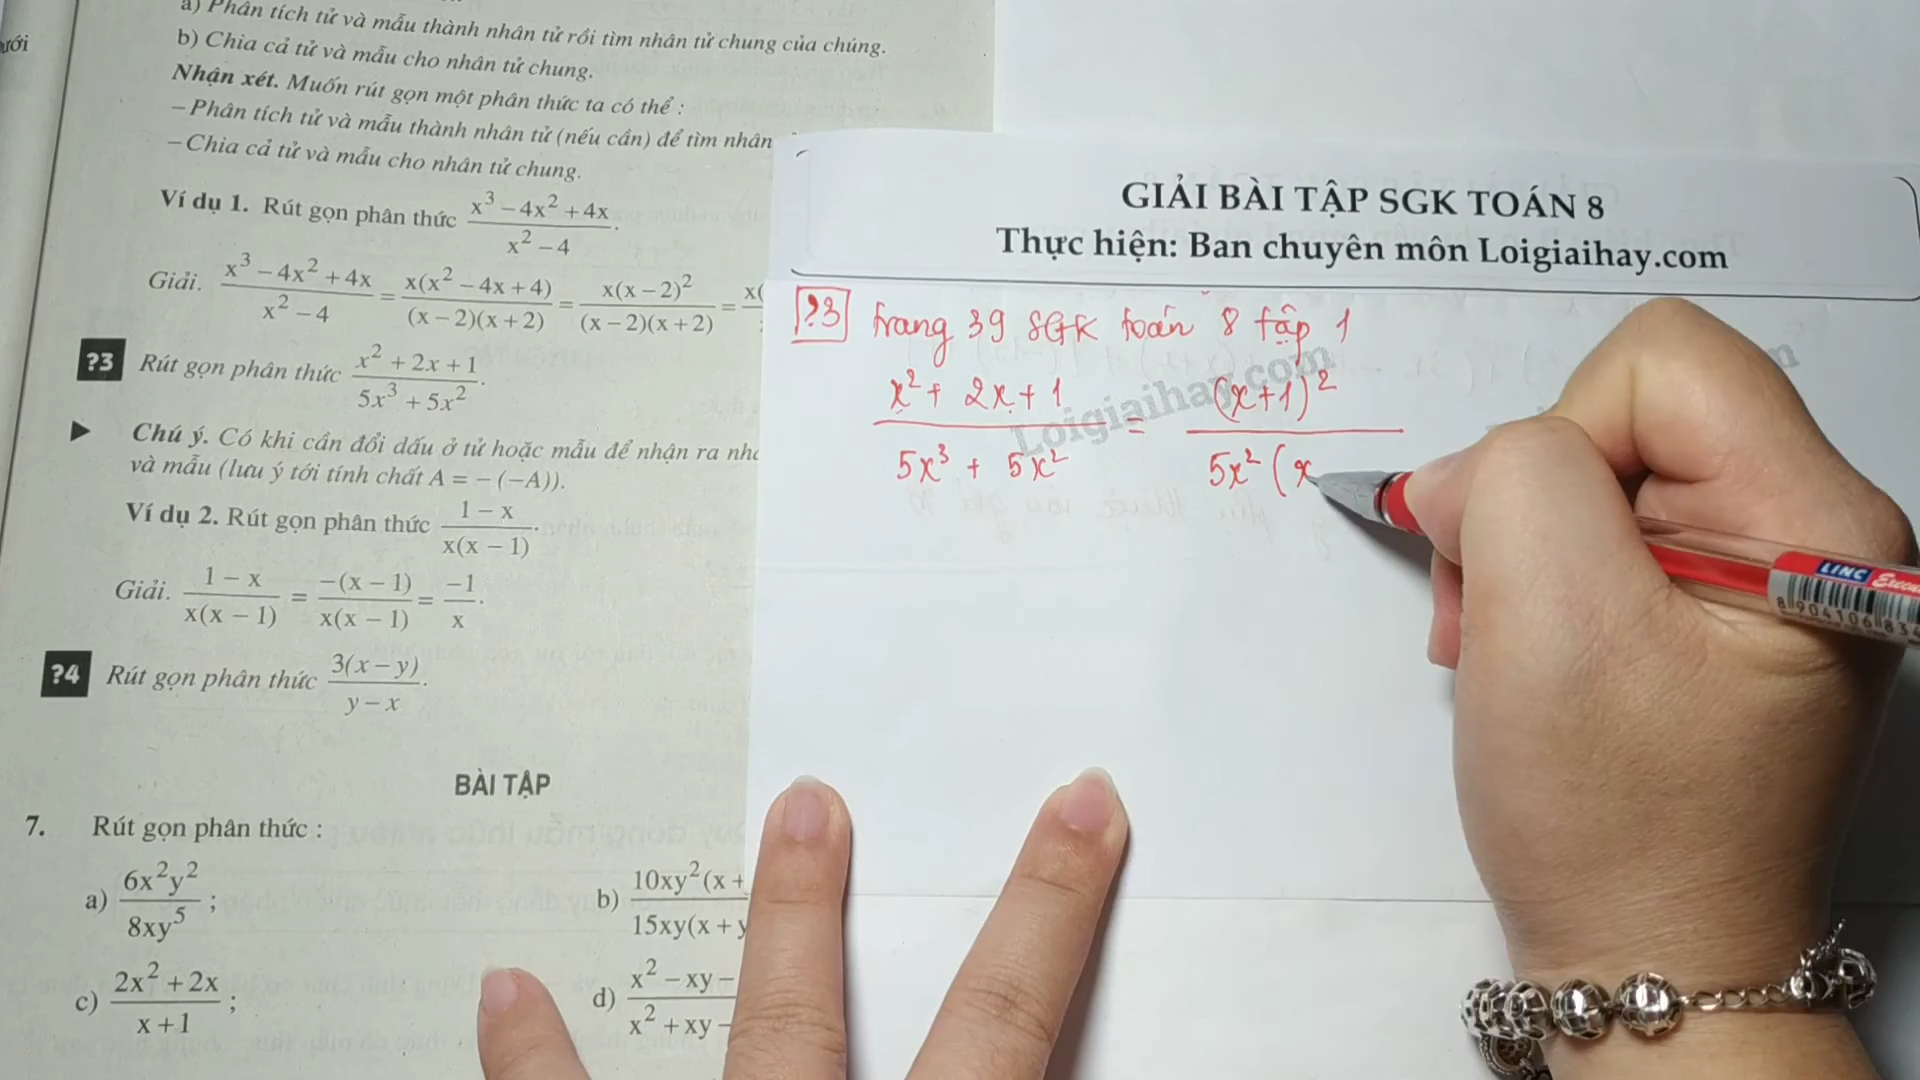 ưới
a) Phân tích tử và mẫu thành nhân tử rồi tìm nhân tử chung của chúng.
b) Chia cả tử và mẫu cho nhân tử chung.
Nhận xét. Muốn rút gọn một phân thức ta có thể :
– Phân tích tử và mẫu thành nhân tử (nếu cần) để tìm nhân
– Chia cả tử và mẫu cho nhân tử chung.
Ví dụ 1. Rút gọn phân thức (x³ – 4x² + 4x)/(x² – 4).
Giải. (x³ – 4x² + 4x)/(x² – 4) = x(x² – 4x + 4)/((x – 2)(x + 2)) = x(x – 2)²/((x – 2)(x + 2)) = x(
?3 Rút gọn phân thức (x² + 2x + 1)/(5x³ + 5x²).
► Chú ý. Có khi cần đổi dấu ở tử hoặc mẫu để nhận ra
và mẫu (lưu ý tới tính chất A = – (–A)).
Ví dụ 2. Rút gọn phân thức (1 – x)/(x(x – 1)).
Giải. (1 – x)/(x(x – 1)) = –(x – 1)/(x(x – 1)) = –1/x.
?4 Rút gọn phân thức 3(x – y)/(y – x).
BÀI TẬP
7. Rút gọn phân thức :
a) 6x²y²/8xy⁵ ;
b) 10xy²(x +/15xy(x + y
c) (2x² + 2x)/(x + 1) ;
d) x² – xy –/x² + xy –
GIẢI BÀI TẬP SGK TOÁN 8
Thực hiện: Ban chuyên môn Loigiaihay.com
?3 Trang 39 SGK toán 8 tập 1
(x² + 2x + 1)/(5x³ + 5x²) = (x+1)²/5x²(x
Loigiaihay.com
LINC
8 904106 834